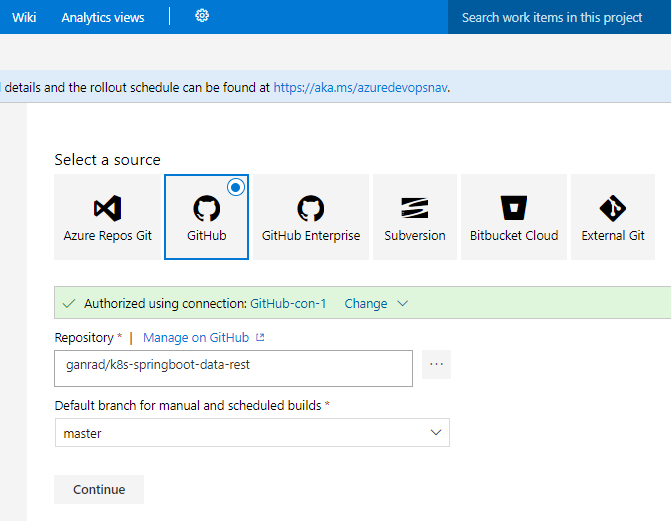 Wiki Analytics views Search work items in this project
details and the rollout schedule can be found at https://aka.ms/azuredevopsnav.
Select a source
Azure Repos Git GitHub GitHub Enterprise Subversion Bitbucket Cloud External Git
Authorized using connection: GitHub-con-1 Change
Repository * | Manage on GitHub
ganrad/k8s-springboot-data-rest
...
Default branch for manual and scheduled builds *
master
Continue